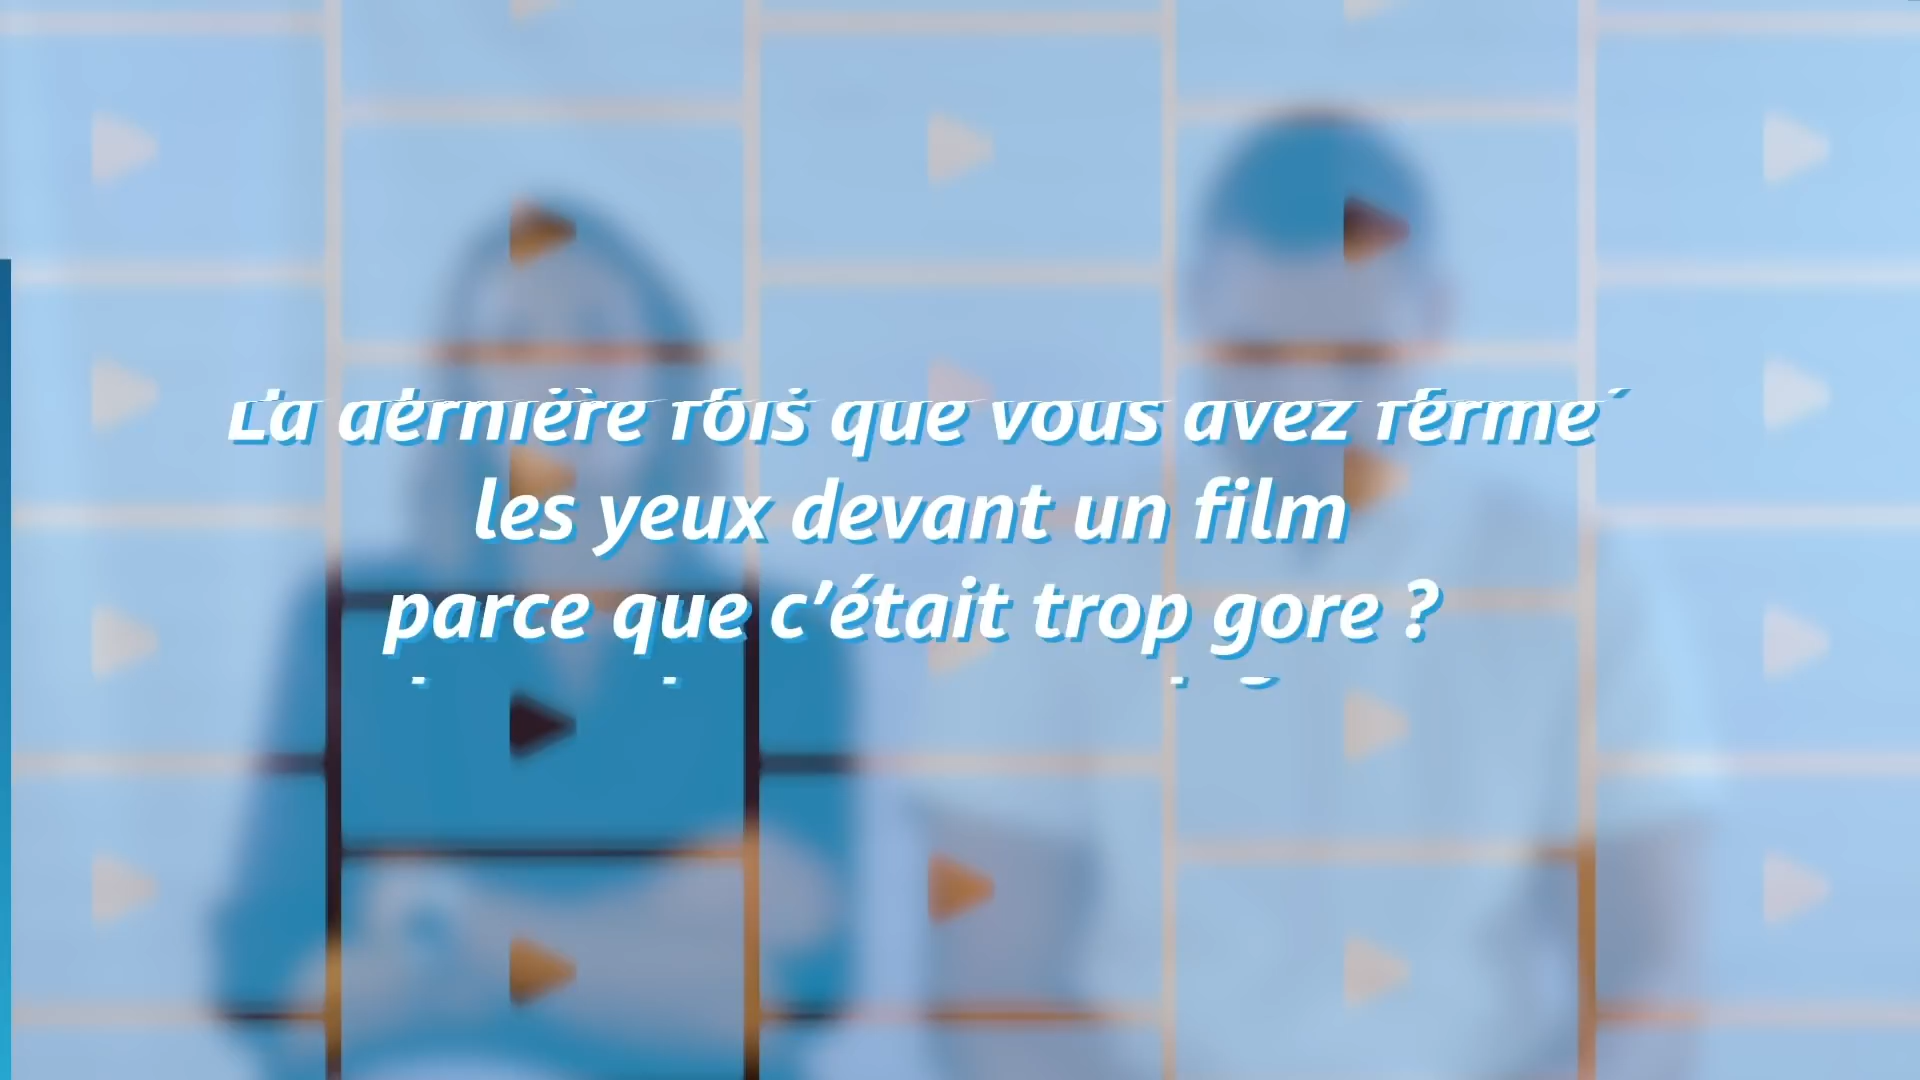 La dernière fois que vous avez fermé
les yeux devant un film
parce que c’était trop gore ?